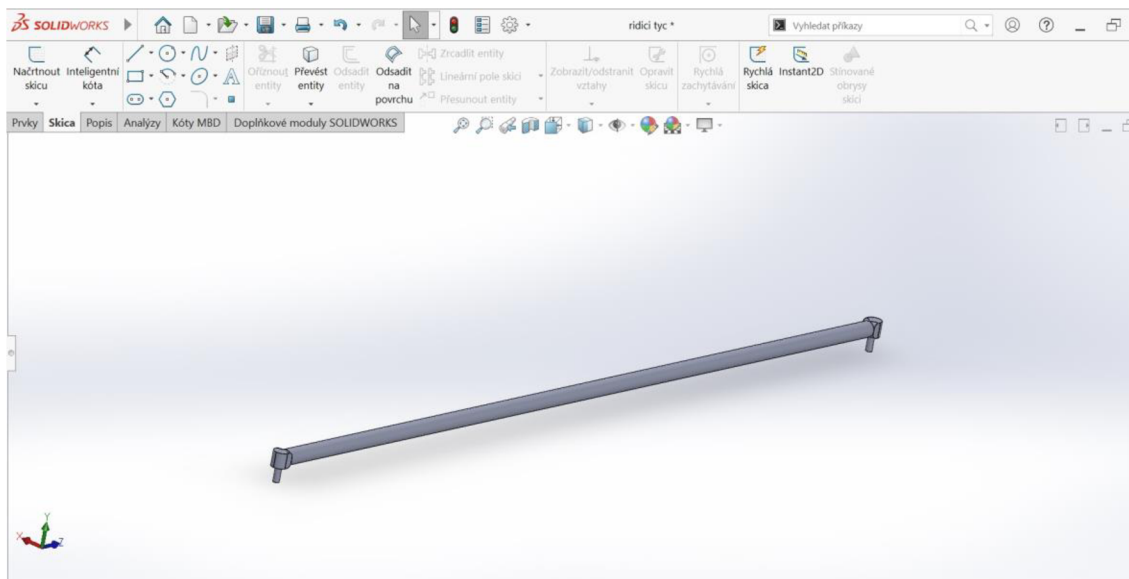 SOLIDWORKS
ridici tyc *
Vyhledat příkazy
Načrtnout skicu
Inteligentní kóta
Oříznout entity
Převést entity
Odsadit entity
Odsadit na povrchu
Zrcadlit entity
Lineární pole skici
Přesunout entity
Zobrazit/odstranit vztahy
Opravit skicu
Rychlá zachytávání
Rychlá skica
Instant2D
Stínované obrysy skici
Prvky
Skica
Popis
Analýzy
Kóty MBD
Doplňkové moduly SOLIDWORKS
Y
X
Z